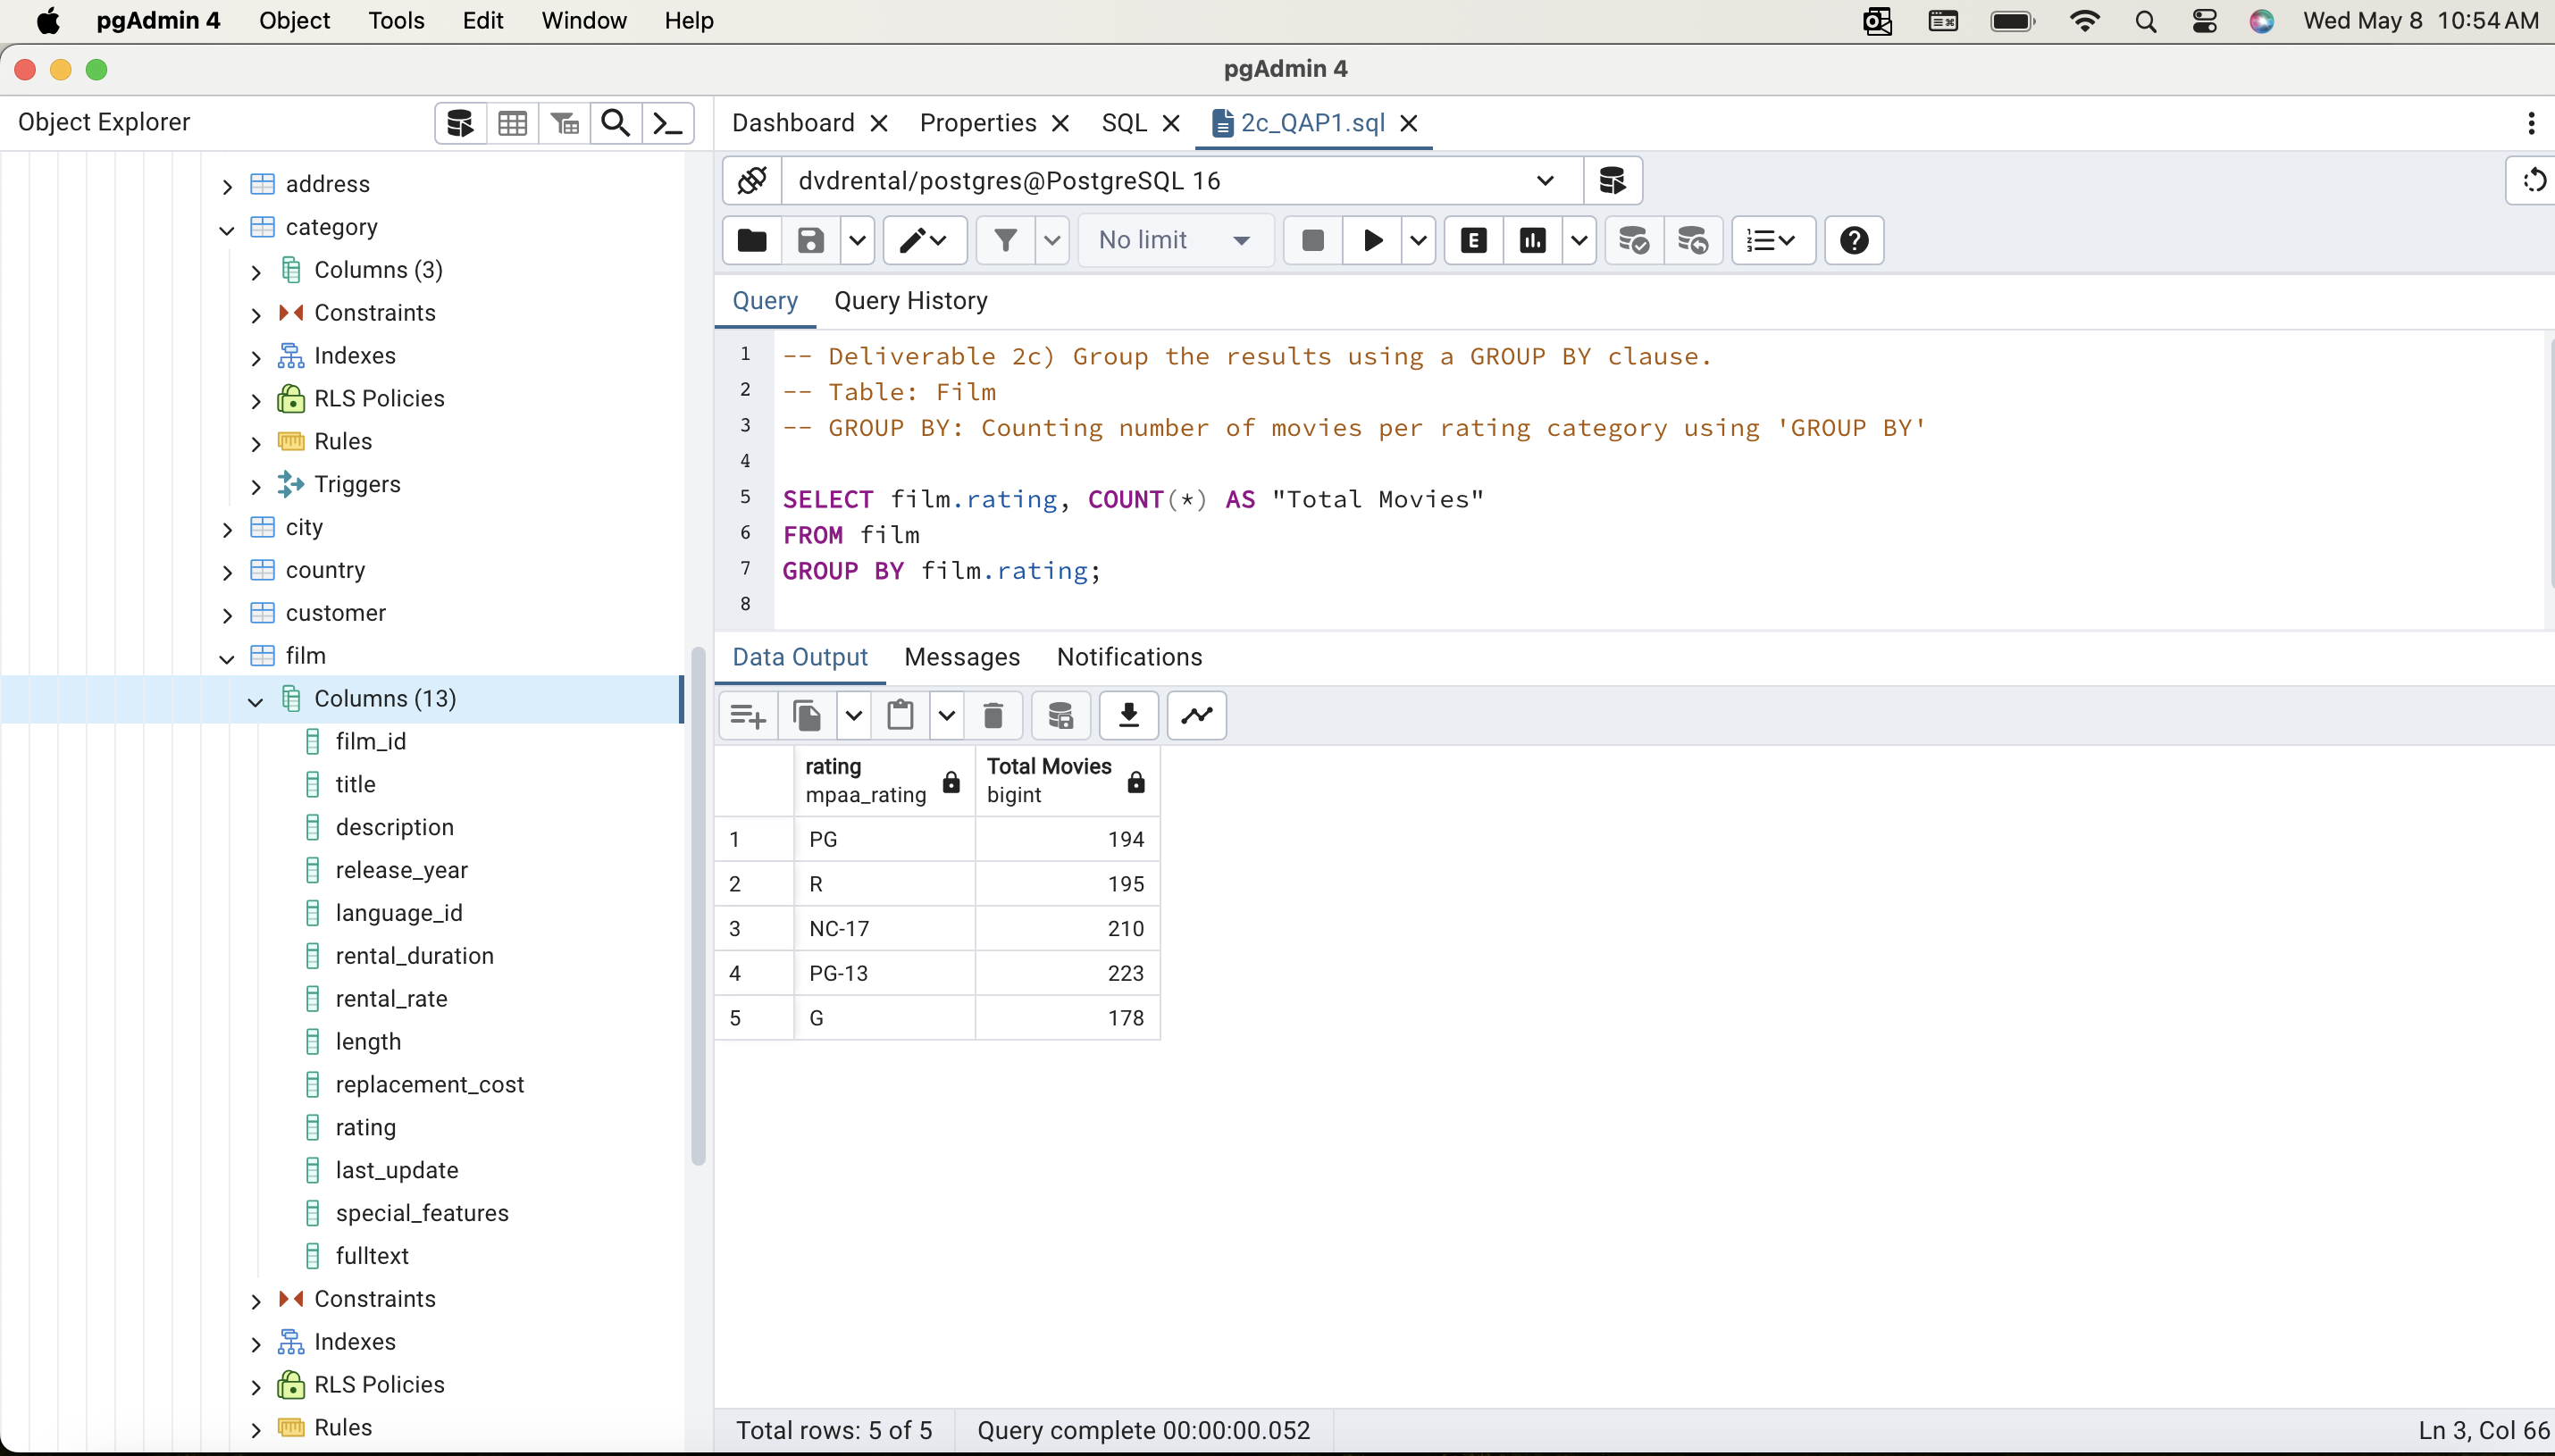 pgAdmin 4 Object Tools Edit Window Help Wed May 8 10:54 AM
pgAdmin 4
Object Explorer
address
category
Columns (3)
Constraints
Indexes
RLS Policies
Rules
Triggers
city
country
customer
film
Columns (13)
film_id
title
description
release_year
language_id
rental_duration
rental_rate
length
replacement_cost
rating
last_update
special_features
fulltext
Constraints
Indexes
RLS Policies
Rules
Dashboard Properties SQL 2c_QAP1.sql
dvdrental/postgres@PostgreSQL 16
No limit E
Query Query History
1 -- Deliverable 2c) Group the results using a GROUP BY clause.
2 -- Table: Film
3 -- GROUP BY: Counting number of movies per rating category using 'GROUP BY'
4
5 SELECT film.rating, COUNT(*) AS "Total Movies"
6 FROM film
7 GROUP BY film.rating;
8
Data Output Messages Notifications
rating Total Movies
mpaa_rating bigint
1 PG 194
2 R 195
3 NC-17 210
4 PG-13 223
5 G 178
Total rows: 5 of 5 Query complete 00:00:00.052 Ln 3, Col 66